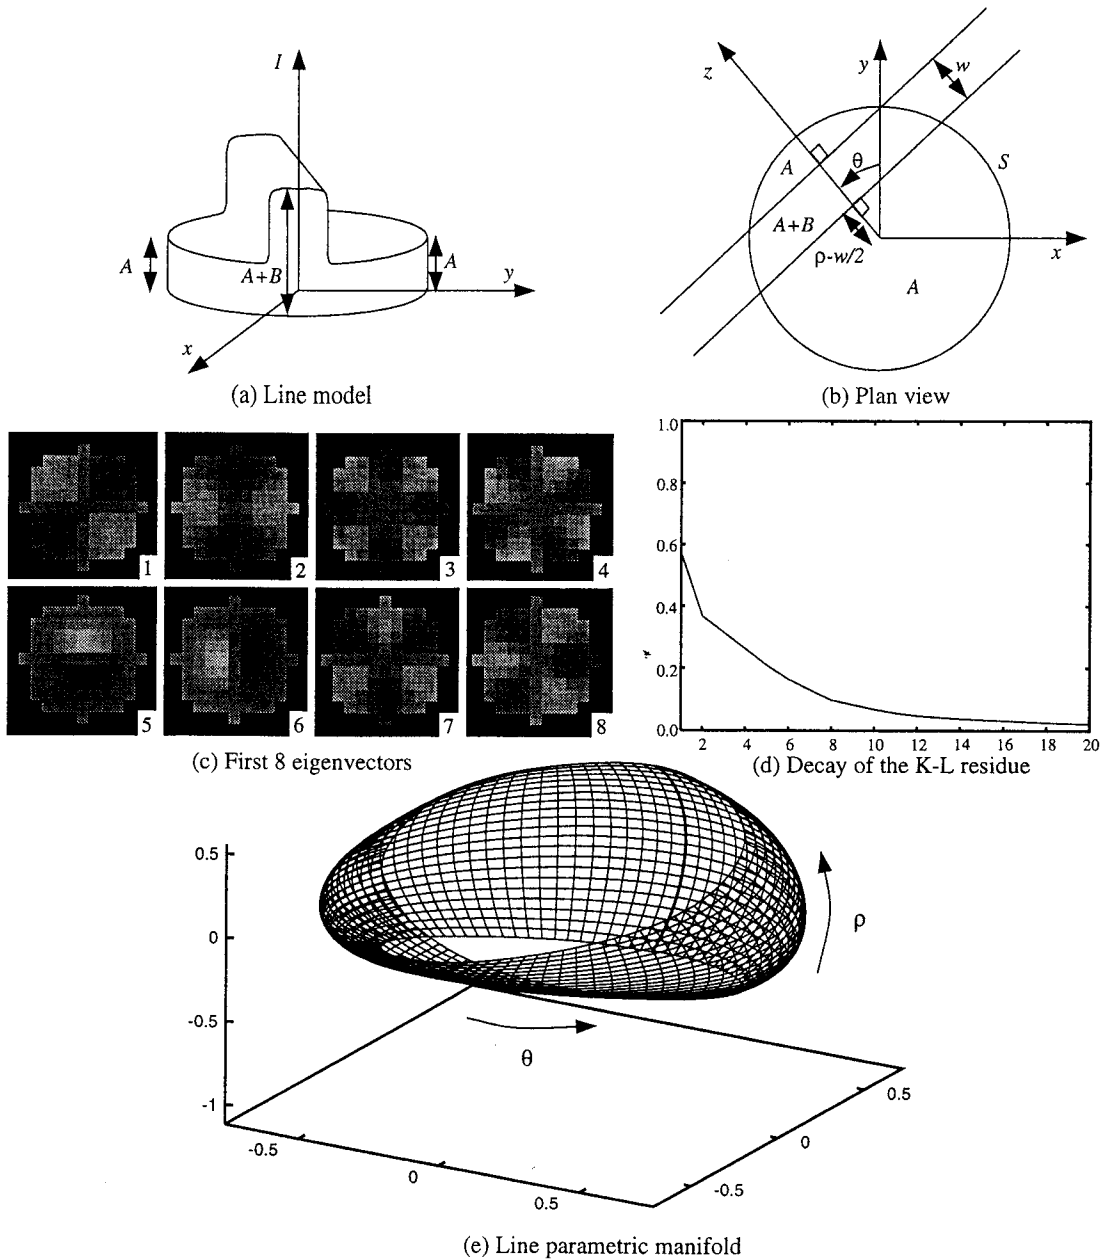 I
A
A+B
A
y
x
(a) Line model
z
y
w
θ
S
A
A+B
ρ-w/2
x
A
(b) Plan view
1
2
3
4
5
6
7
8
(c) First 8 eigenvectors
1.0
0.8
0.6
0.4
0.2
0.0
2 4 6 8 10 12 14 16 18 20
(d) Decay of the K-L residue
0.5
0
-0.5
-1
ρ
θ
-0.5
0
0.5
0.5
0
-0.5
(e) Line parametric manifold